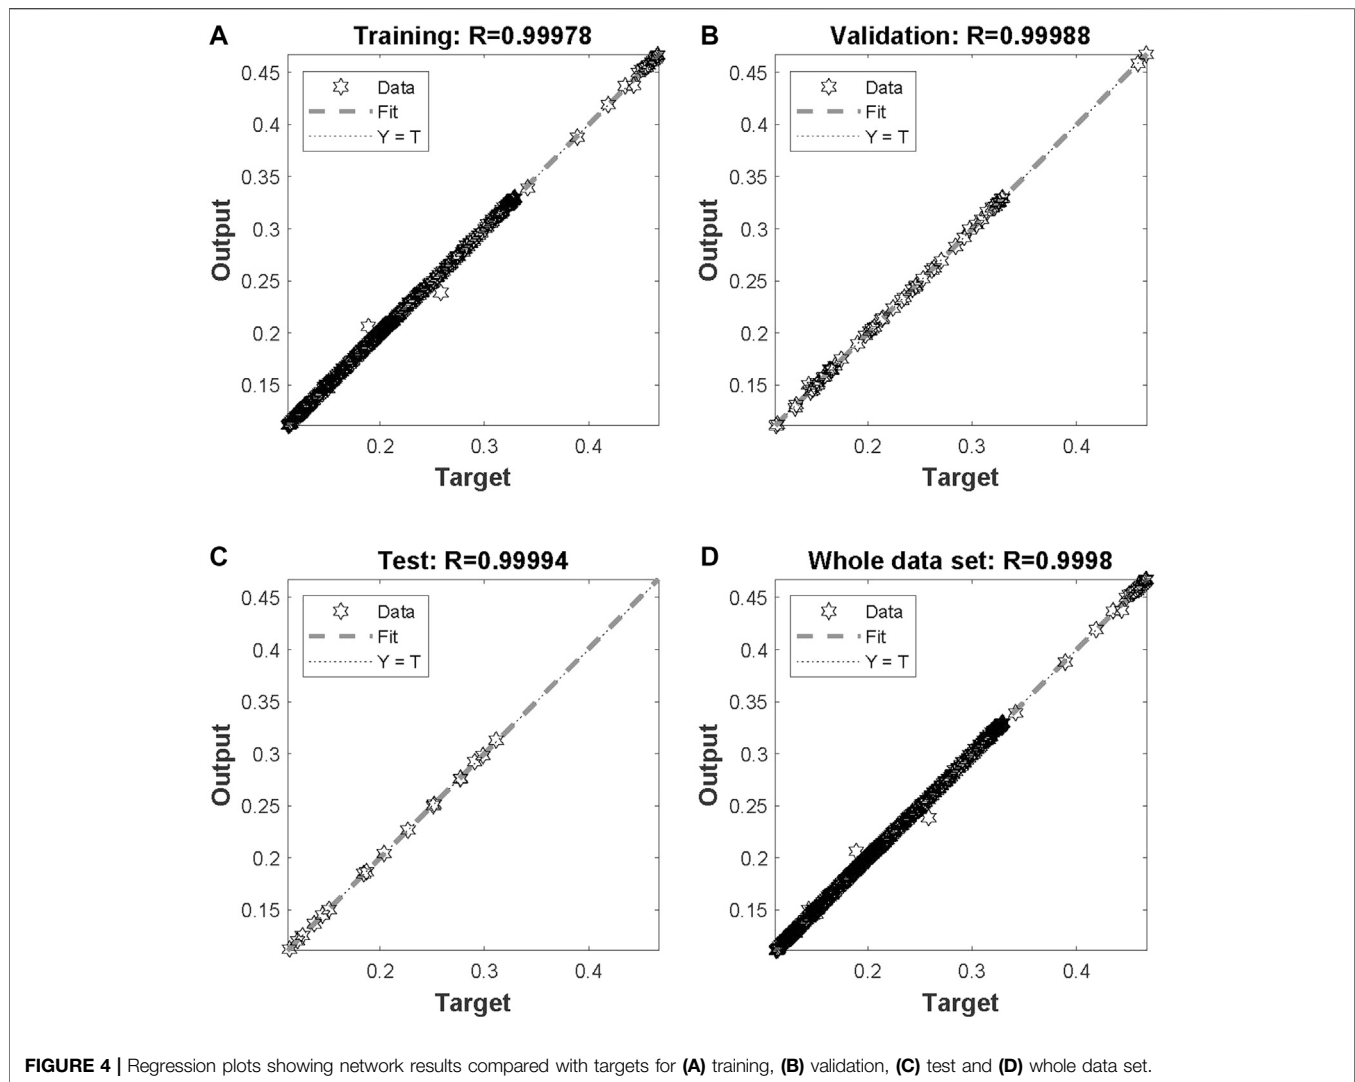 A
Training: R=0.99978
Data
Fit
Y = T
0.45
0.4
0.35
0.3
0.25
0.2
0.15
Output
0.2 0.3 0.4
Target
B
Validation: R=0.99988
Data
Fit
Y = T
0.45
0.4
0.35
0.3
0.25
0.2
0.15
Output
0.2 0.3 0.4
Target
C
Test: R=0.99994
Data
Fit
Y = T
0.45
0.4
0.35
0.3
0.25
0.2
0.15
Output
0.2 0.3 0.4
Target
D
Whole data set: R=0.9998
Data
Fit
Y = T
0.45
0.4
0.35
0.3
0.25
0.2
0.15
Output
0.2 0.3 0.4
Target
FIGURE 4 | Regression plots showing network results compared with targets for (A) training, (B) validation, (C) test and (D) whole data set.